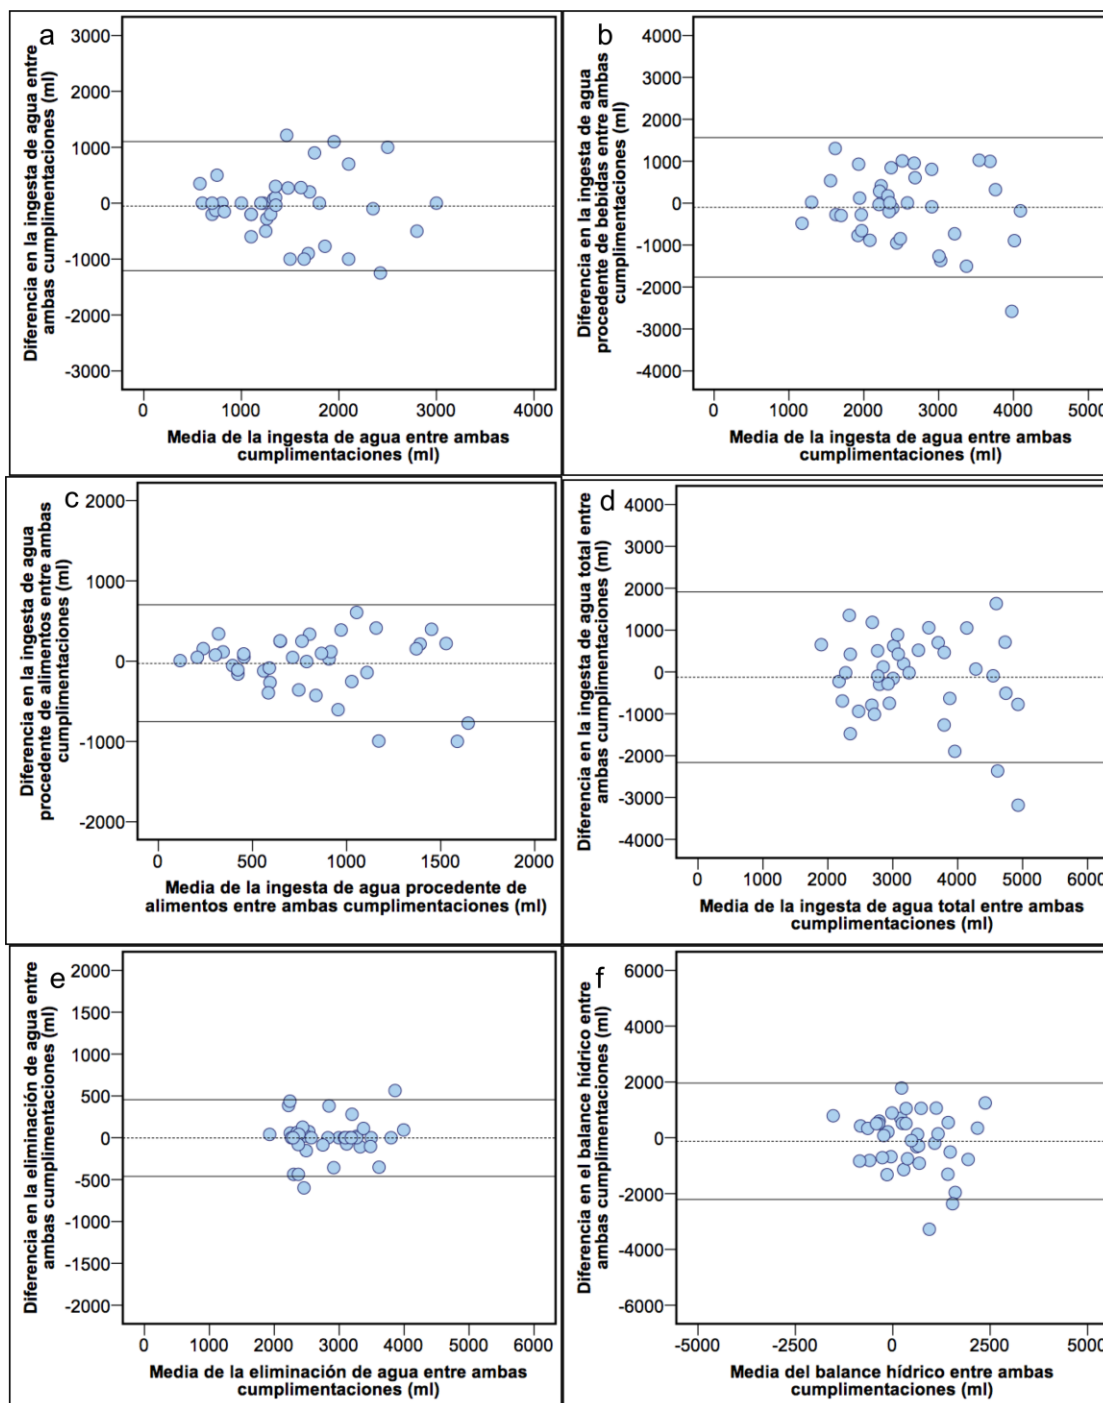 a
Diferencia en la ingesta de agua entre
ambas cumplimentaciones (ml)
3000
2000
1000
0
-1000
-2000
-3000
0 1000 2000 3000 4000
Media de la ingesta de agua entre ambas
cumplimentaciones (ml)
b
Diferencia en la ingesta de agua
procedente de bebidas entre ambas
cumplimentaciones (ml)
4000
3000
2000
1000
0
-1000
-2000
-3000
-4000
0 1000 2000 3000 4000 5000
Media de la ingesta de agua entre ambas
cumplimentaciones (ml)
c
Diferencia en la ingesta de agua
procedente de alimentos entre ambas
cumplimentaciones (ml)
2000
1000
0
-1000
-2000
0 500 1000 1500 2000
Media de la ingesta de agua procedente de
alimentos entre ambas cumplimentaciones (ml)
d
Diferencia en la ingesta de agua total entre
ambas cumplimentaciones (ml)
4000
3000
2000
1000
0
-1000
-2000
-3000
-4000
0 1000 2000 3000 4000 5000 6000
Media de la ingesta de agua total entre ambas
cumplimentaciones (ml)
e
Diferencia en la eliminación de agua entre
ambas cumplimentaciones (ml)
2000
1500
1000
500
0
-500
-1000
-1500
-2000
0 1000 2000 3000 4000 5000 6000
Media de la eliminación de agua entre ambas
cumplimentaciones (ml)
f
Diferencia en el balance hídrico entre
ambas cumplimentaciones (ml)
6000
4000
2000
0
-2000
-4000
-6000
-5000 -2500 0 2500 5000
Media del balance hídrico entre ambas
cumplimentaciones (ml)